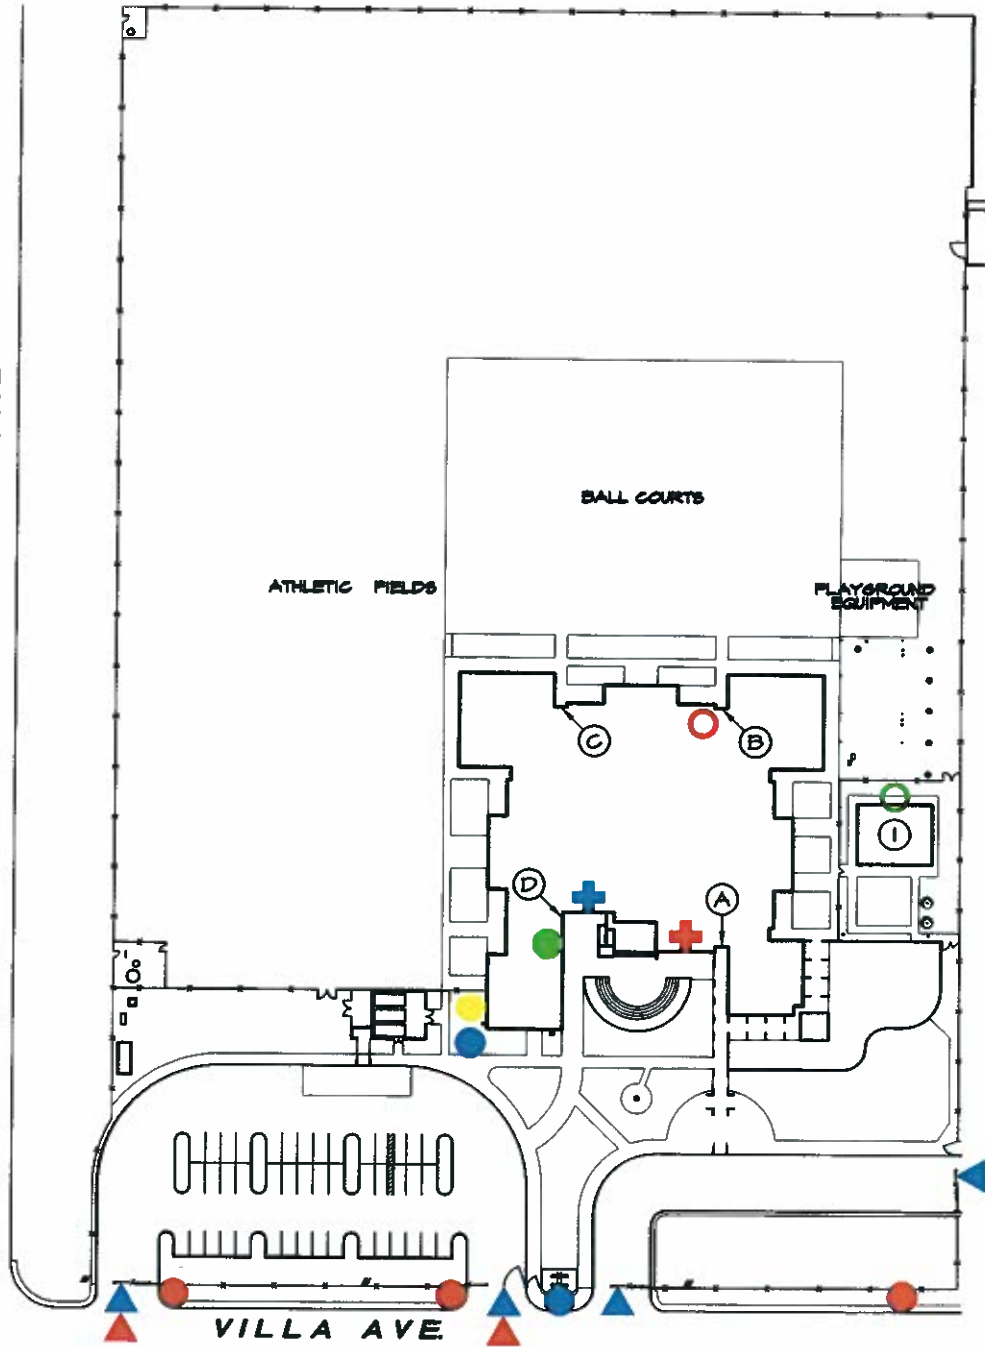 BALL COURTS
ATHLETIC FIELDS
PLAYGROUND
EQUIPMENT
C
B
I
D
A
VILLA AVE.